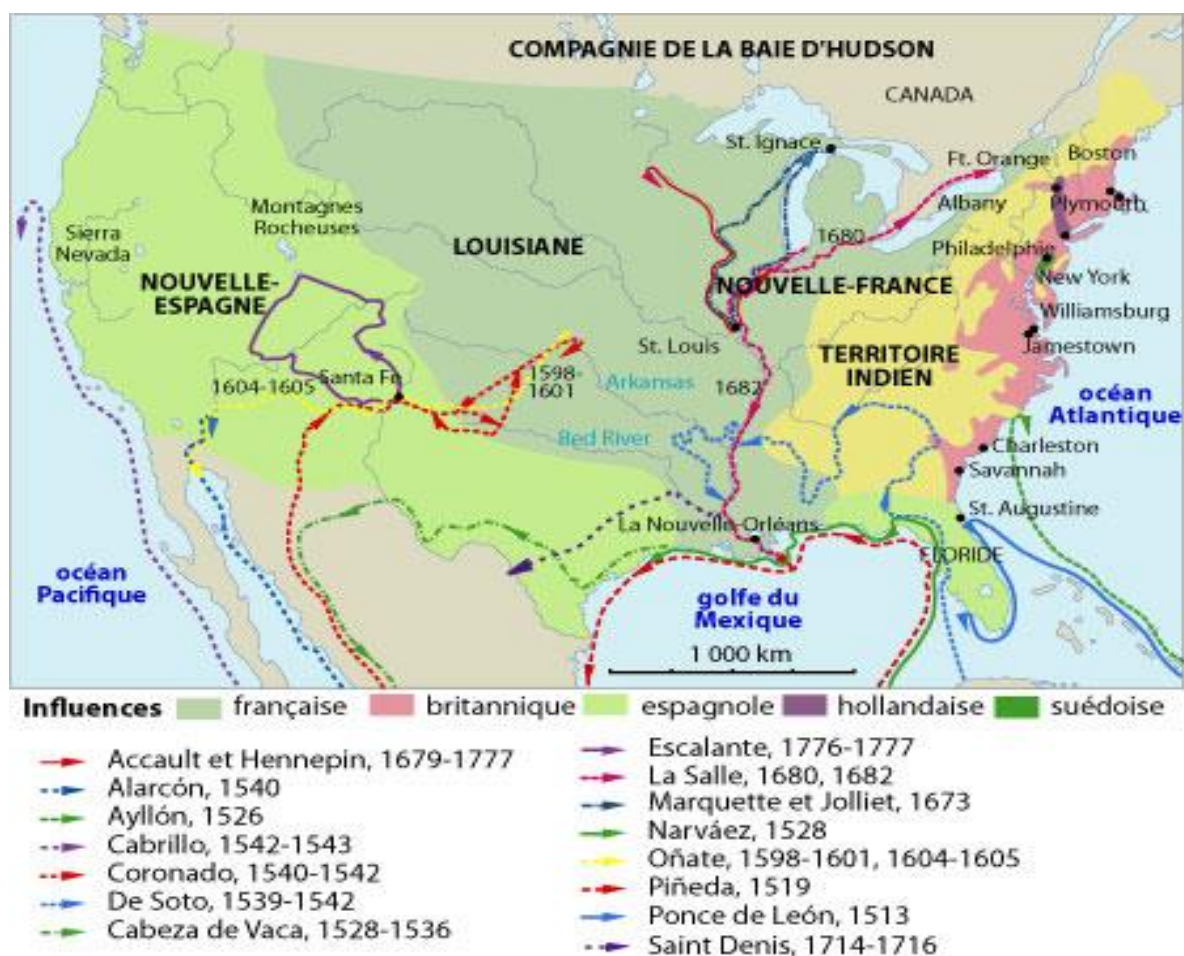 COMPAGNIE DE LA BAIE D'HUDSON
CANADA
St. Ignace
Ft. Orange
Boston
Albany
Plymouth
Montagnes
Rocheuses
Sierra
Nevada
LOUISIANE
1680
Philadelphie
NOUVELLE-
ESPAGNE
NOUVELLE-FRANCE
New York
Williamsburg
St. Louis
TERRITOIRE
INDIEN
Jamestown
1604-1605
Santa Fe
1598-
1601
Arkansas
1682
océan
Atlantique
Bed River
Charleston
Savannah
La Nouvelle-Orléans
St. Augustine
FLORIDE
océan
Pacifique
golfe du
Mexique
1 000 km
Influences française britannique espagnole hollandaise suédoise
Accault et Hennepin, 1679-1777
Alarcón, 1540
Ayllón, 1526
Cabrillo, 1542-1543
Coronado, 1540-1542
De Soto, 1539-1542
Cabeza de Vaca, 1528-1536
Escalante, 1776-1777
La Salle, 1680, 1682
Marquette et Jolliet, 1673
Narváez, 1528
Oñate, 1598-1601, 1604-1605
Piñeda, 1519
Ponce de León, 1513
Saint Denis, 1714-1716